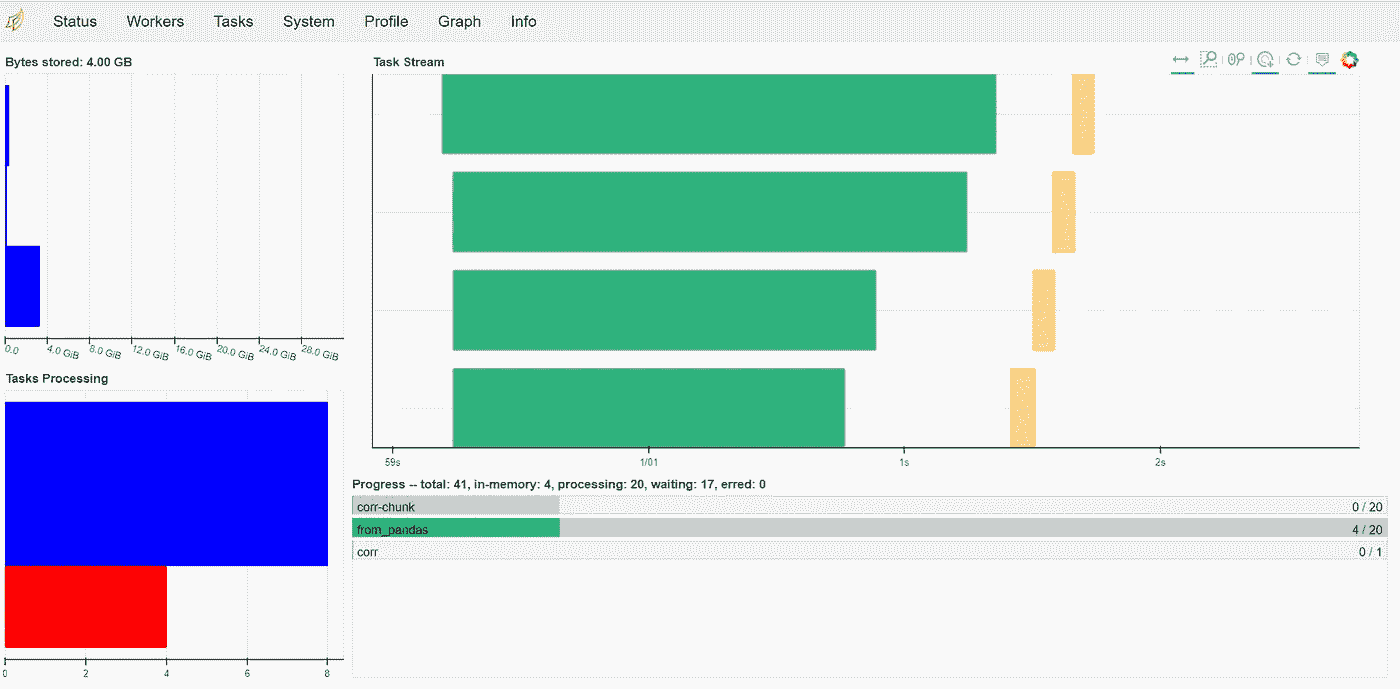 Status Workers Tasks System Profile Graph Info
Bytes stored: 4.00 GB
0.0 4.0 GiB 8.0 GiB 12.0 GiB 16.0 GiB 20.0 GiB 24.0 GiB 28.0 GiB
Tasks Processing
0 2 4 6 8
Task Stream
59s 1/01 1s 2s
Progress -- total: 41, in-memory: 4, processing: 20, waiting: 17, erred: 0
corr-chunk 0 / 20
from_pandas 4 / 20
corr 0 / 1